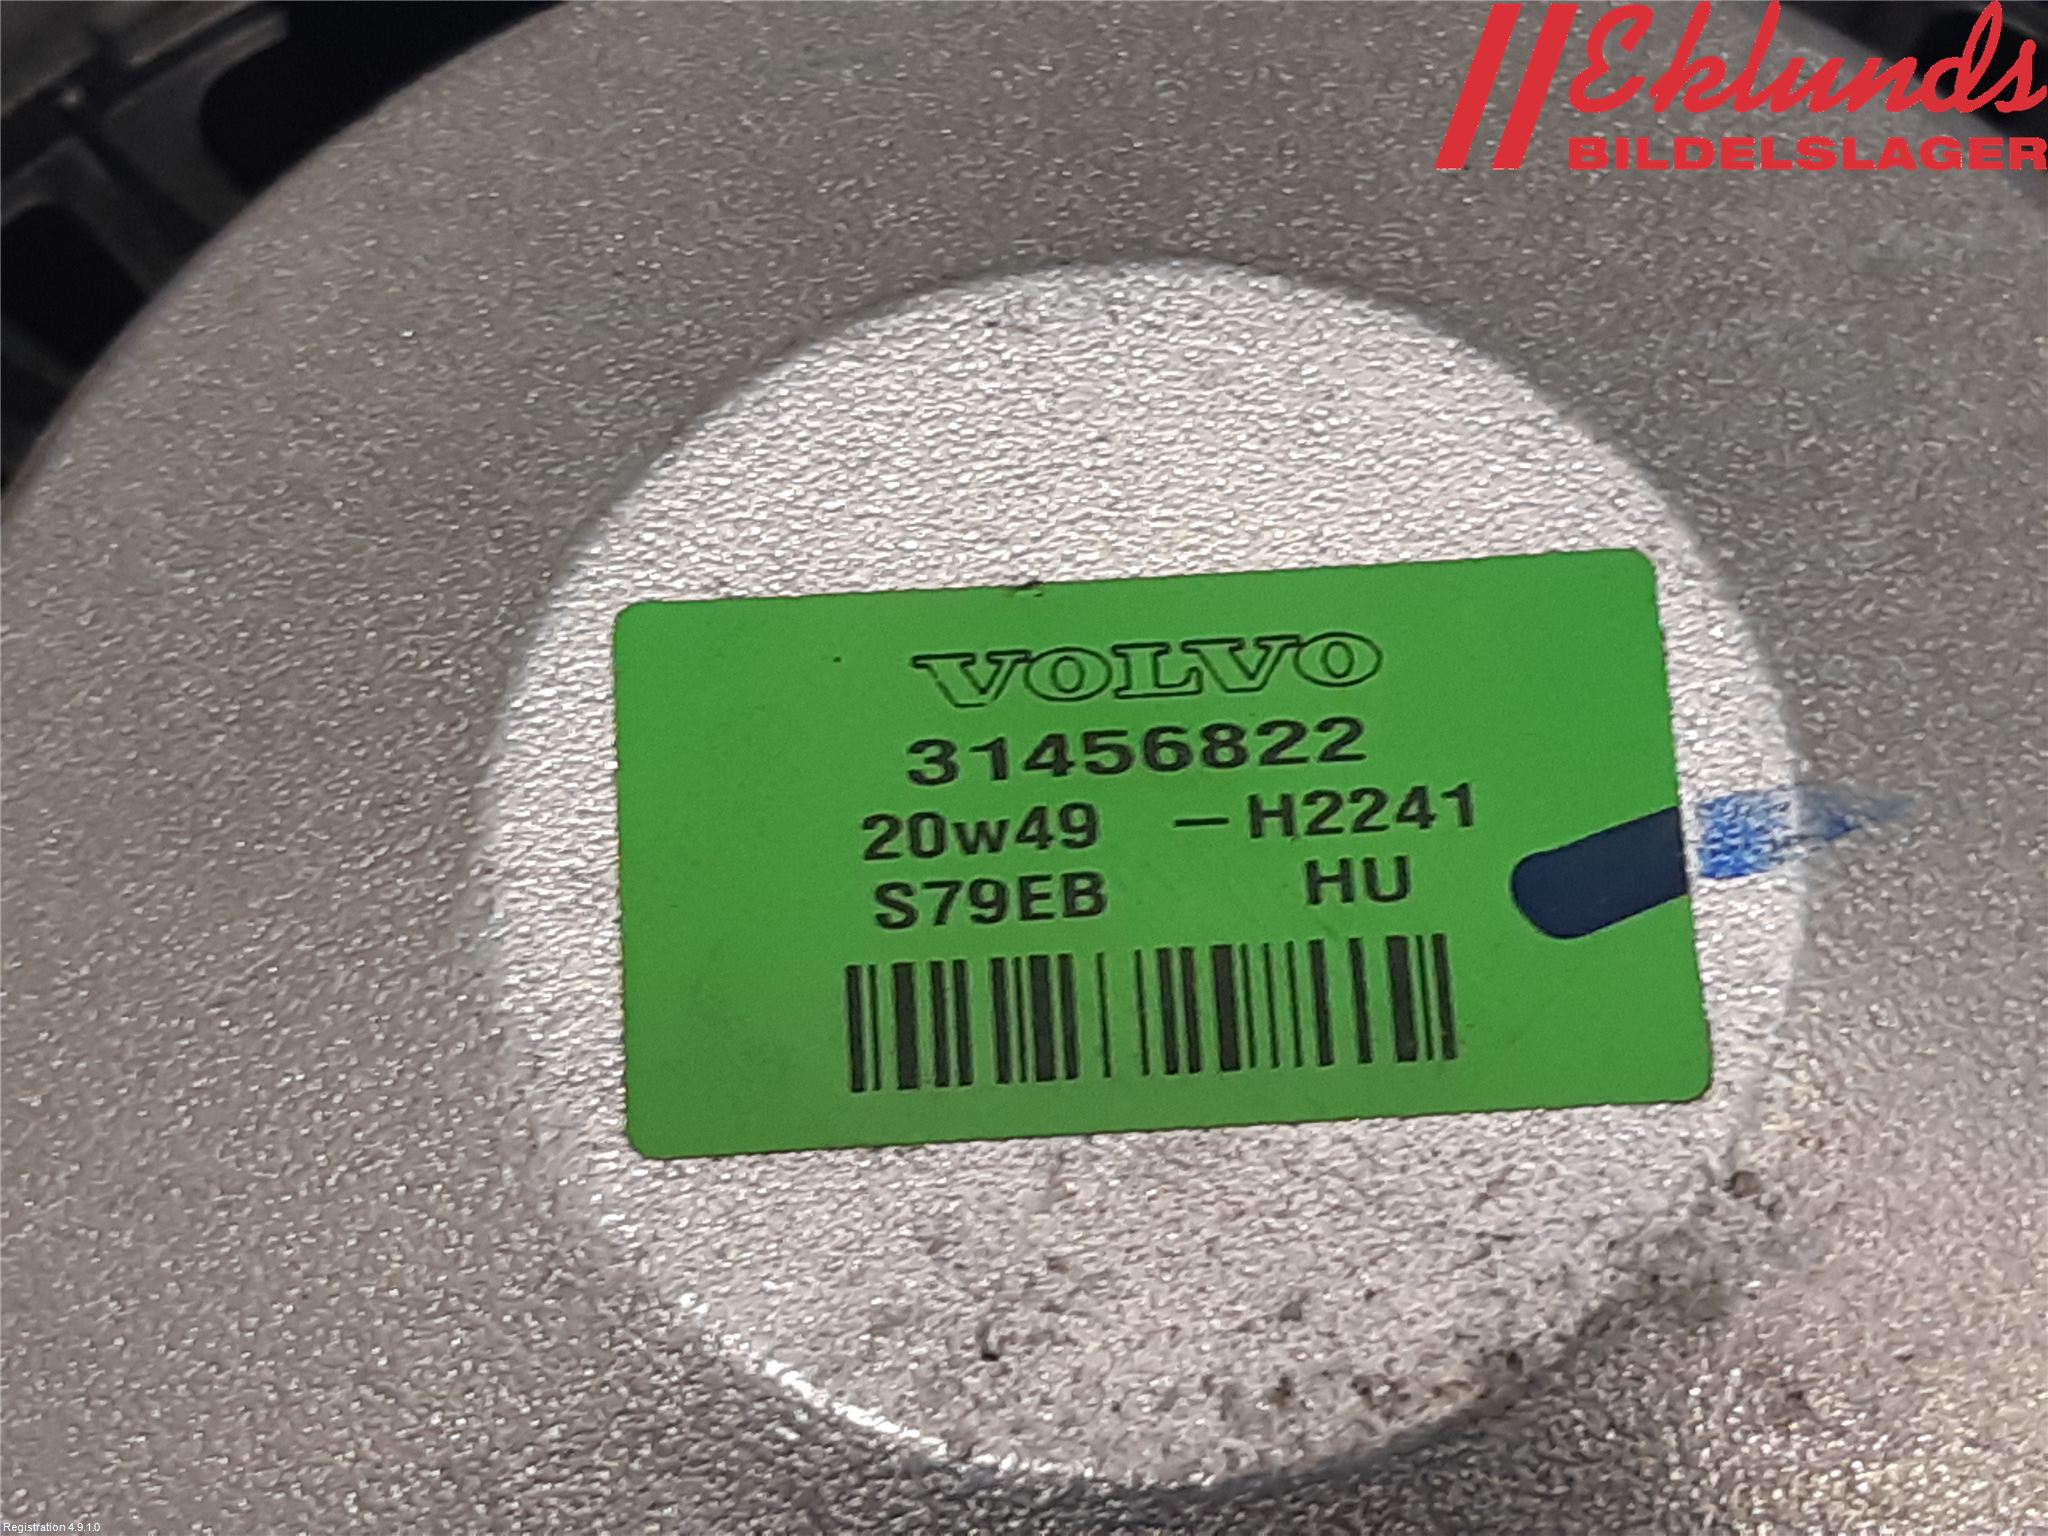 Eklunds
BILDELSLAGER
VOLVO
31456822
20w49 -H2241
S79EB HU
Registration 4.9.1.0